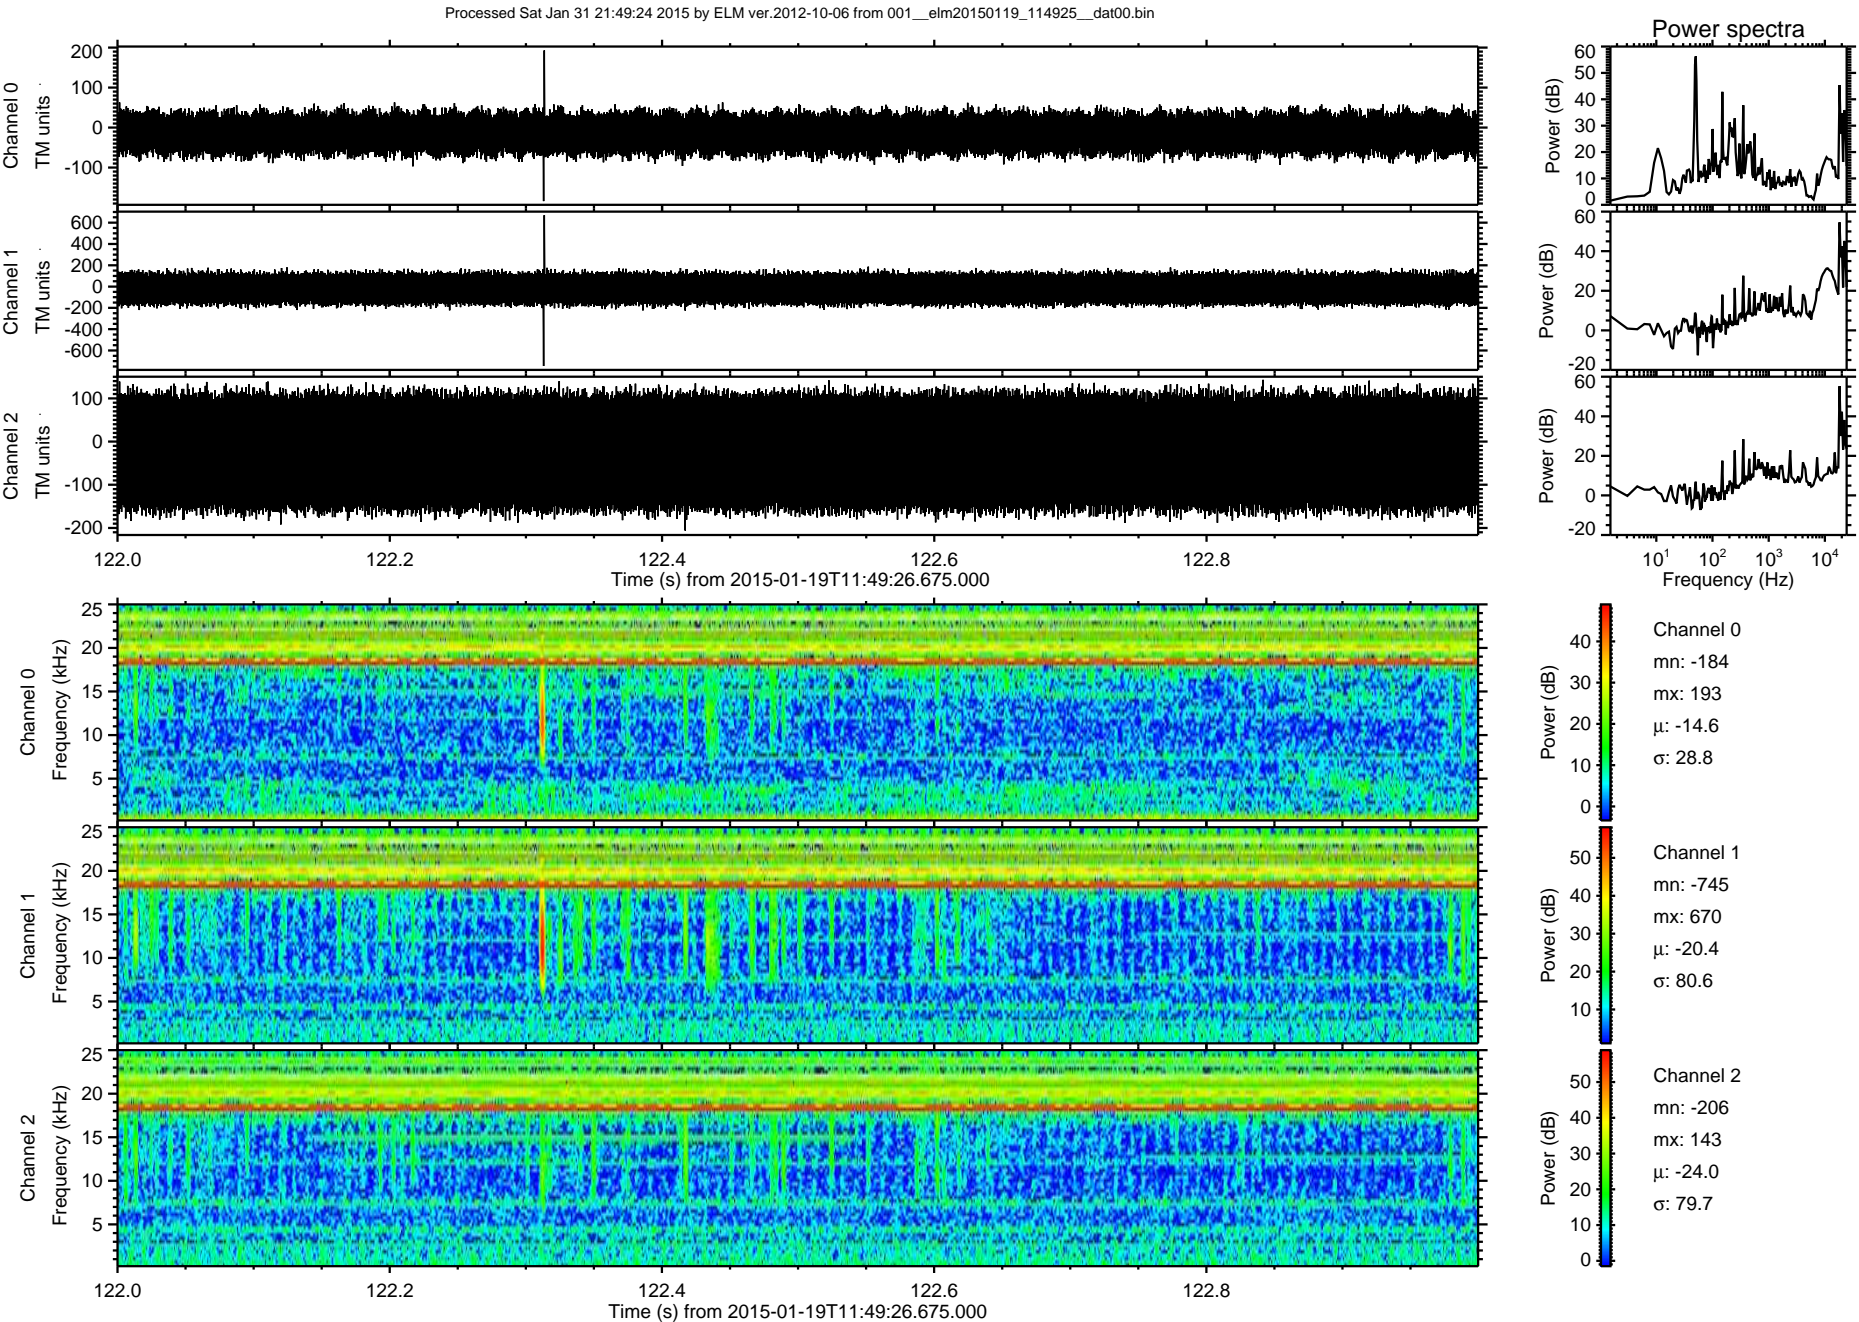 Processed Sat Jan 31 21:49:24 2015 by ELM ver.2012-10-06 from 001__elm20150119_114925__dat00.bin
Power spectra
Channel 0
TM units
200
100
0
-100
Power (dB)
60
50
40
30
20
10
0
Channel 1
TM units
600
400
200
0
-200
-400
-600
Power (dB)
60
40
20
0
-20
Channel 2
TM units
100
0
-100
-200
Power (dB)
60
40
20
0
-20
122.0 122.2 122.4 122.6 122.8
Time (s) from 2015-01-19T11:49:26.675.000
10^1 10^2 10^3 10^4
Frequency (Hz)
Channel 0
Frequency (kHz)
25
20
15
10
5
Power (dB)
40
30
20
10
0
Channel 0
mn: -184
mx: 193
µ: -14.6
σ: 28.8
Channel 1
Frequency (kHz)
25
20
15
10
5
Power (dB)
50
40
30
20
10
Channel 1
mn: -745
mx: 670
µ: -20.4
σ: 80.6
Channel 2
Frequency (kHz)
25
20
15
10
5
Power (dB)
50
40
30
20
10
0
Channel 2
mn: -206
mx: 143
µ: -24.0
σ: 79.7
122.0 122.2 122.4 122.6 122.8
Time (s) from 2015-01-19T11:49:26.675.000